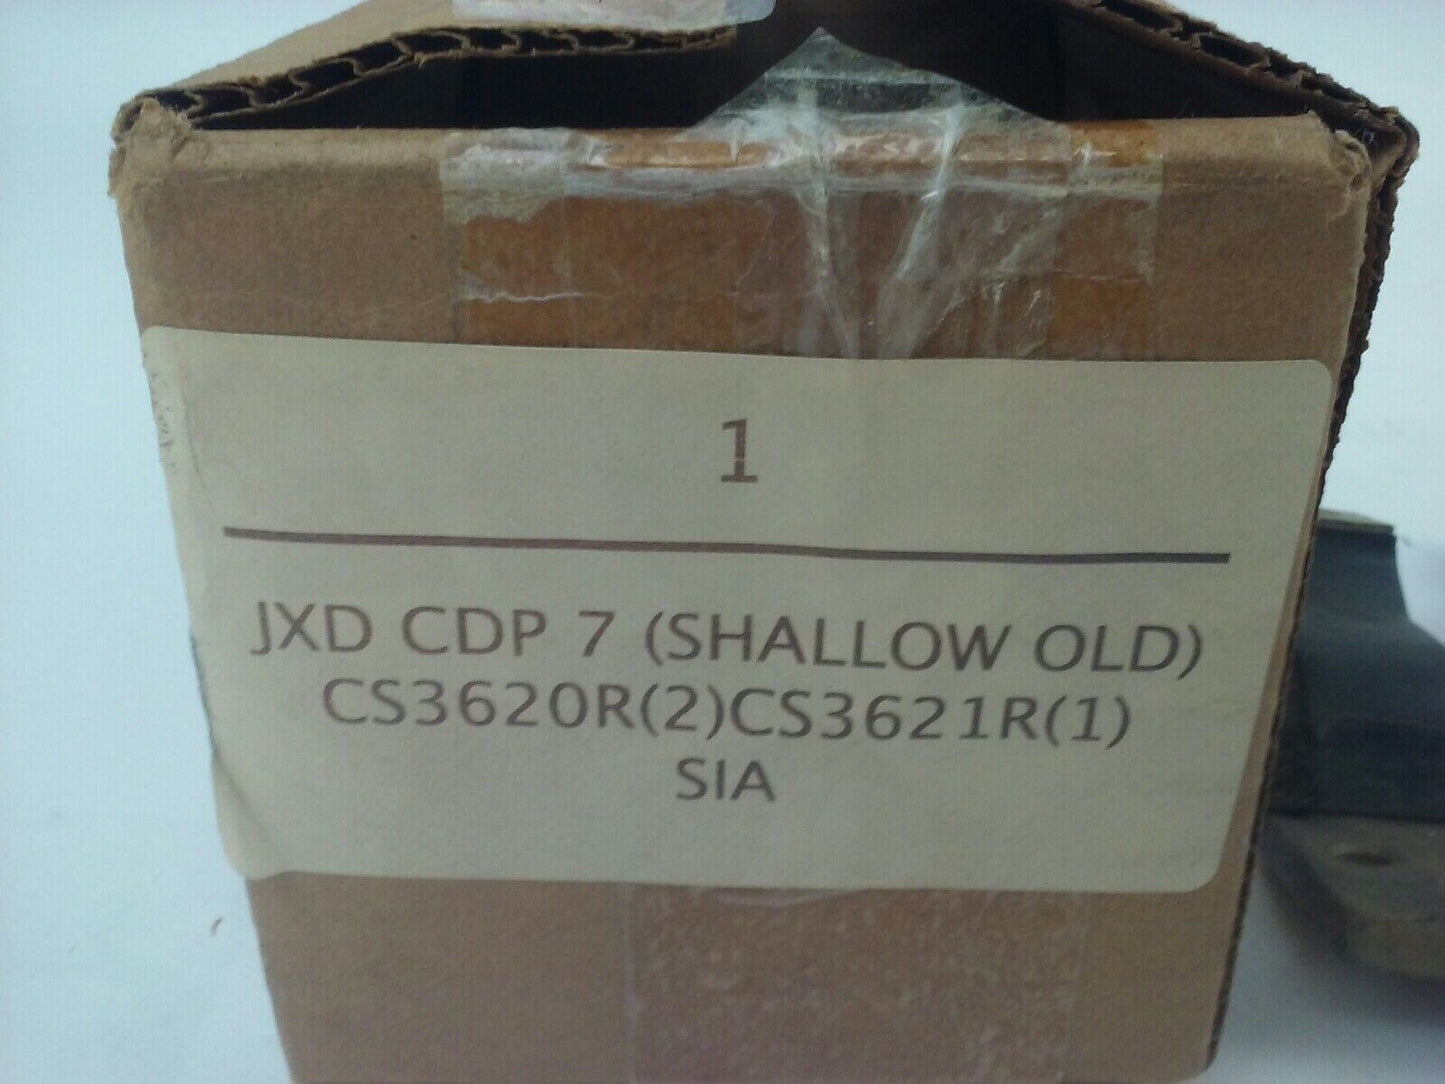 1
JXD CDP 7 (SHALLOW OLD)
CS3620R(2)CS3621R(1)
SIA